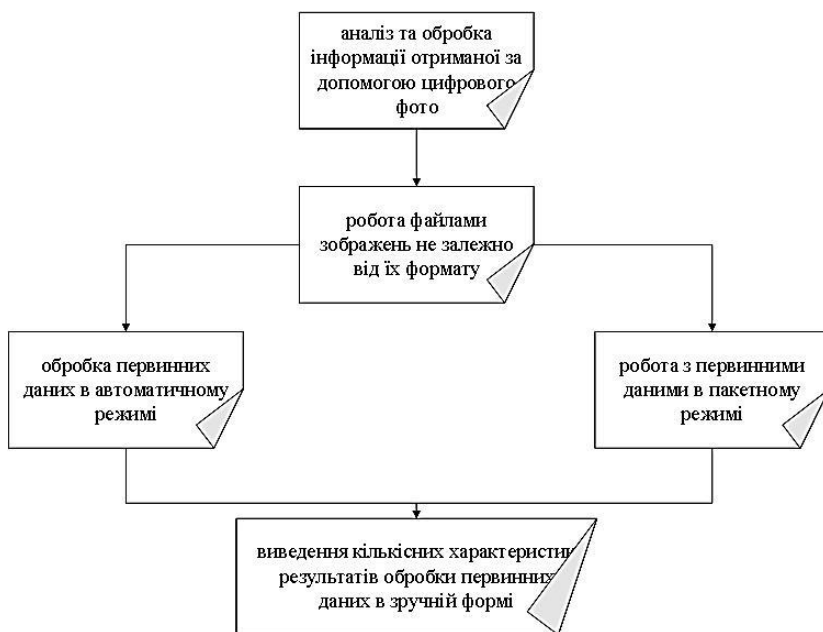 аналіз та обробка
інформації отриманої за
допомогою цифрового
фото
робота файлами
зображень не залежно
від їх формату
обробка первинних
даних в автоматичному
режимі
робота з первинними
даними в пакетному
режимі
виведення кількісних характеристик
результатів обробки первинних
даних в зручній формі